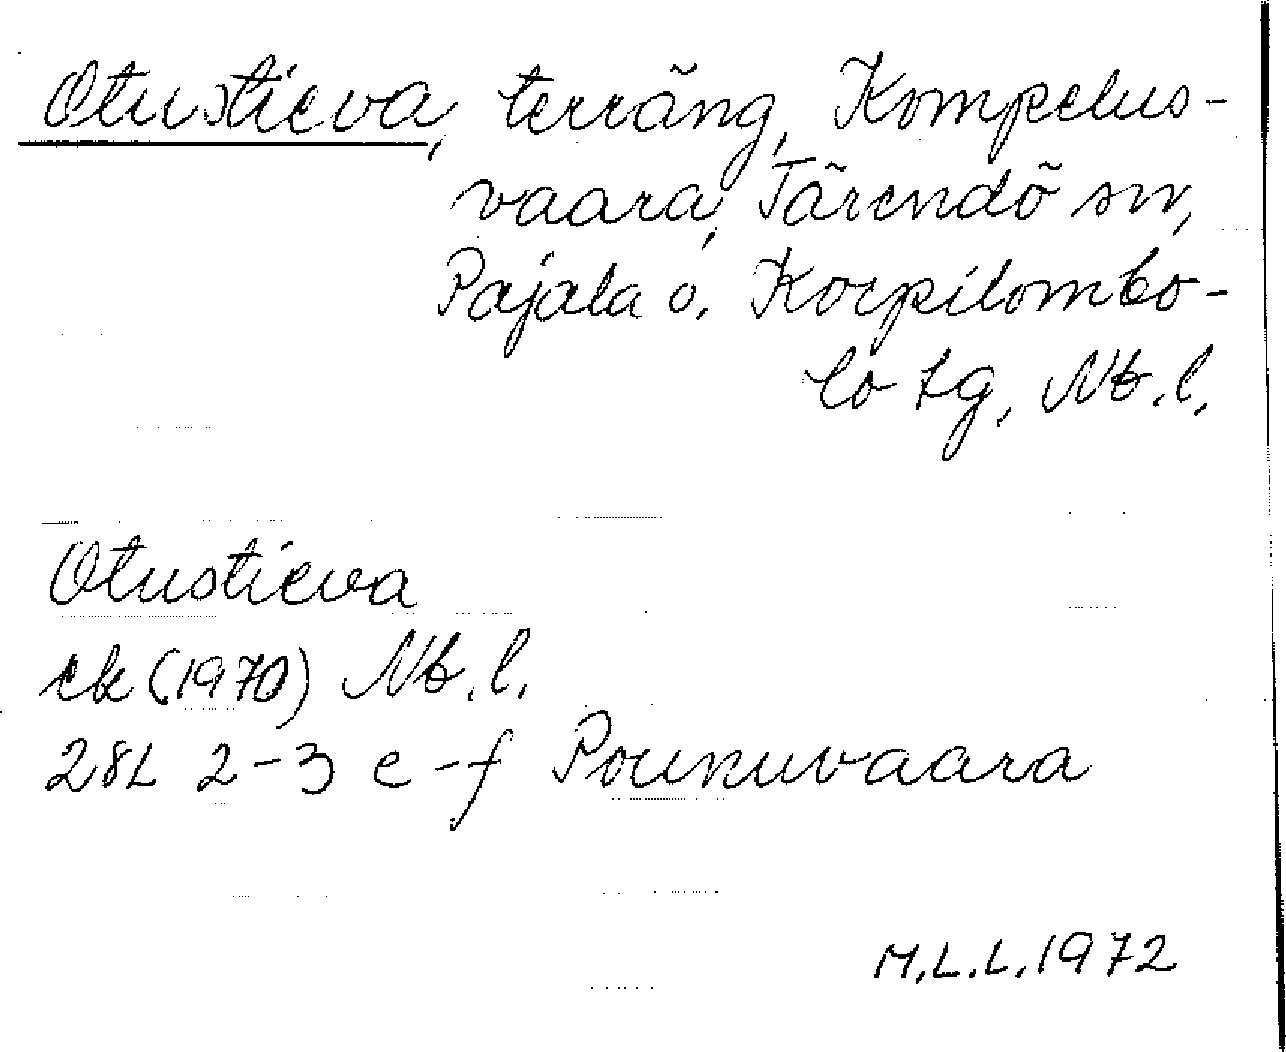 Otustieva, terräng, Kompelus-
vaara, Tärendö sn,
Pajala o. Korpilombo-
lo tg, Nb.l.
Otustieva
ek (1970) Nb.l.
28L 2-3 e-f Pounuvaara
M.L.L. 1972